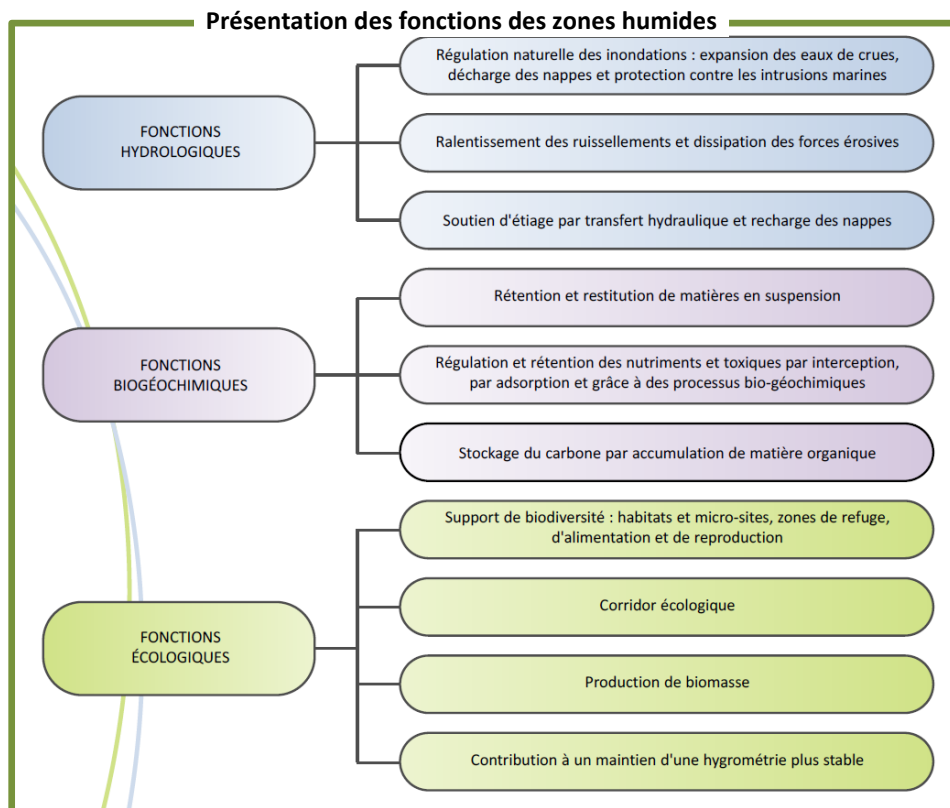 Présentation des fonctions des zones humides
FONCTIONS
HYDROLOGIQUES
Régulation naturelle des inondations : expansion des eaux de crues,
décharge des nappes et protection contre les intrusions marines
Ralentissement des ruissellements et dissipation des forces érosives
Soutien d'étiage par transfert hydraulique et recharge des nappes
FONCTIONS
BIOGÉOCHIMIQUES
Rétention et restitution de matières en suspension
Régulation et rétention des nutriments et toxiques par interception,
par adsorption et grâce à des processus bio-géochimiques
Stockage du carbone par accumulation de matière organique
FONCTIONS
ÉCOLOGIQUES
Support de biodiversité : habitats et micro-sites, zones de refuge,
d'alimentation et de reproduction
Corridor écologique
Production de biomasse
Contribution à un maintien d'une hygrométrie plus stable